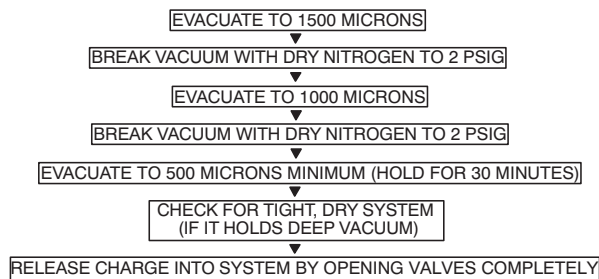 EVACUATE TO 1500 MICRONS
BREAK VACUUM WITH DRY NITROGEN TO 2 PSIG
EVACUATE TO 1000 MICRONS
BREAK VACUUM WITH DRY NITROGEN TO 2 PSIG
EVACUATE TO 500 MICRONS MINIMUM (HOLD FOR 30 MINUTES)
CHECK FOR TIGHT, DRY SYSTEM
(IF IT HOLDS DEEP VACUUM)
RELEASE CHARGE INTO SYSTEM BY OPENING VALVES COMPLETELY